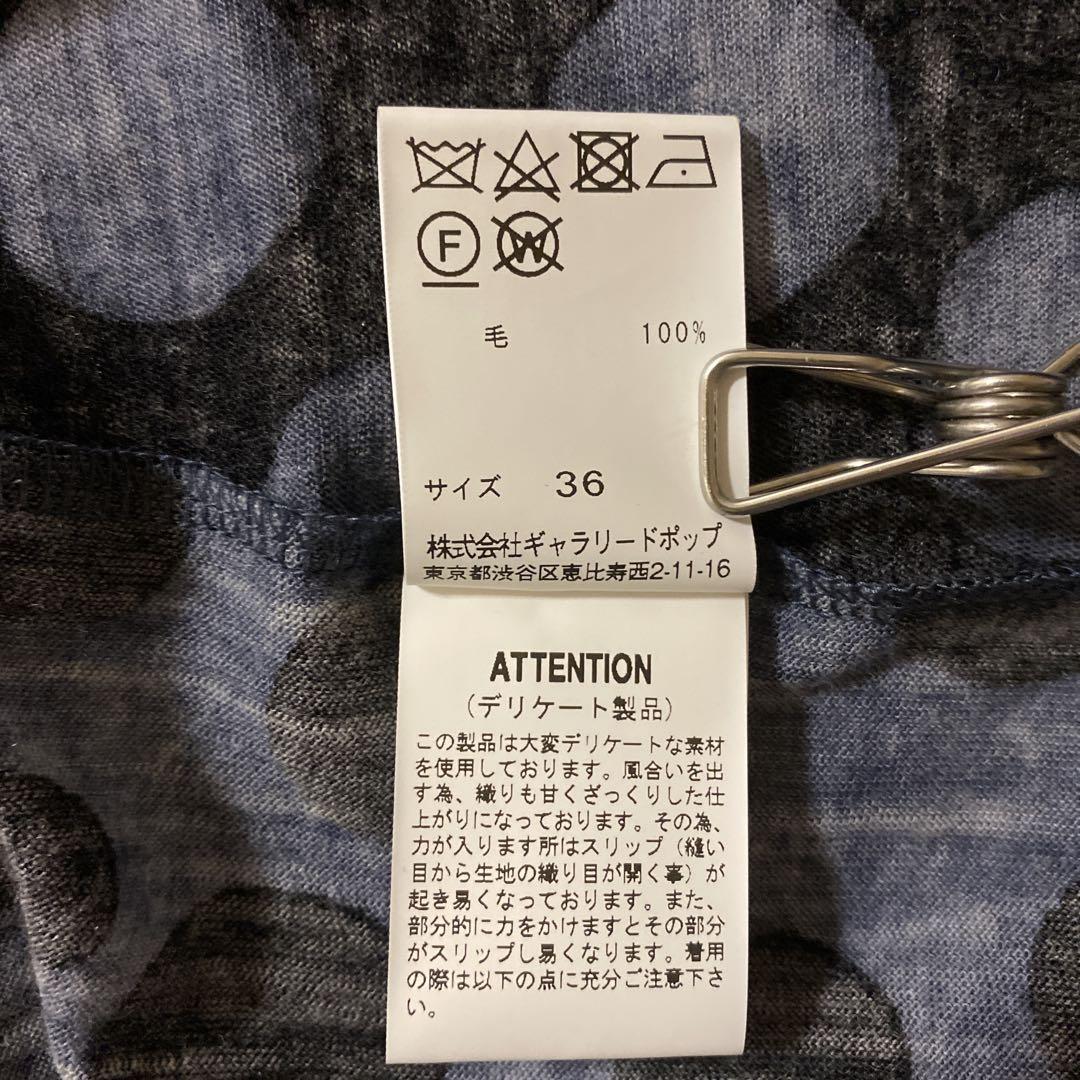 F W
毛 100%
サイズ 36
株式会社ギャラリードポップ
東京都渋谷区恵比寿西2-11-16
ATTENTION
(デリケート製品)
この製品は大変デリケートな素材
を使用しております。風合いを出
す為、織りも甘くざっくりした仕
上がりになっております。その為、
力が入ります所はスリップ(縫い
目から生地の織り目が開く事)が
起き易くなっております。また、
部分的に力をかけますとその部分
がスリップし易くなります。着用
の際は以下の点に充分ご注意下さ
い。